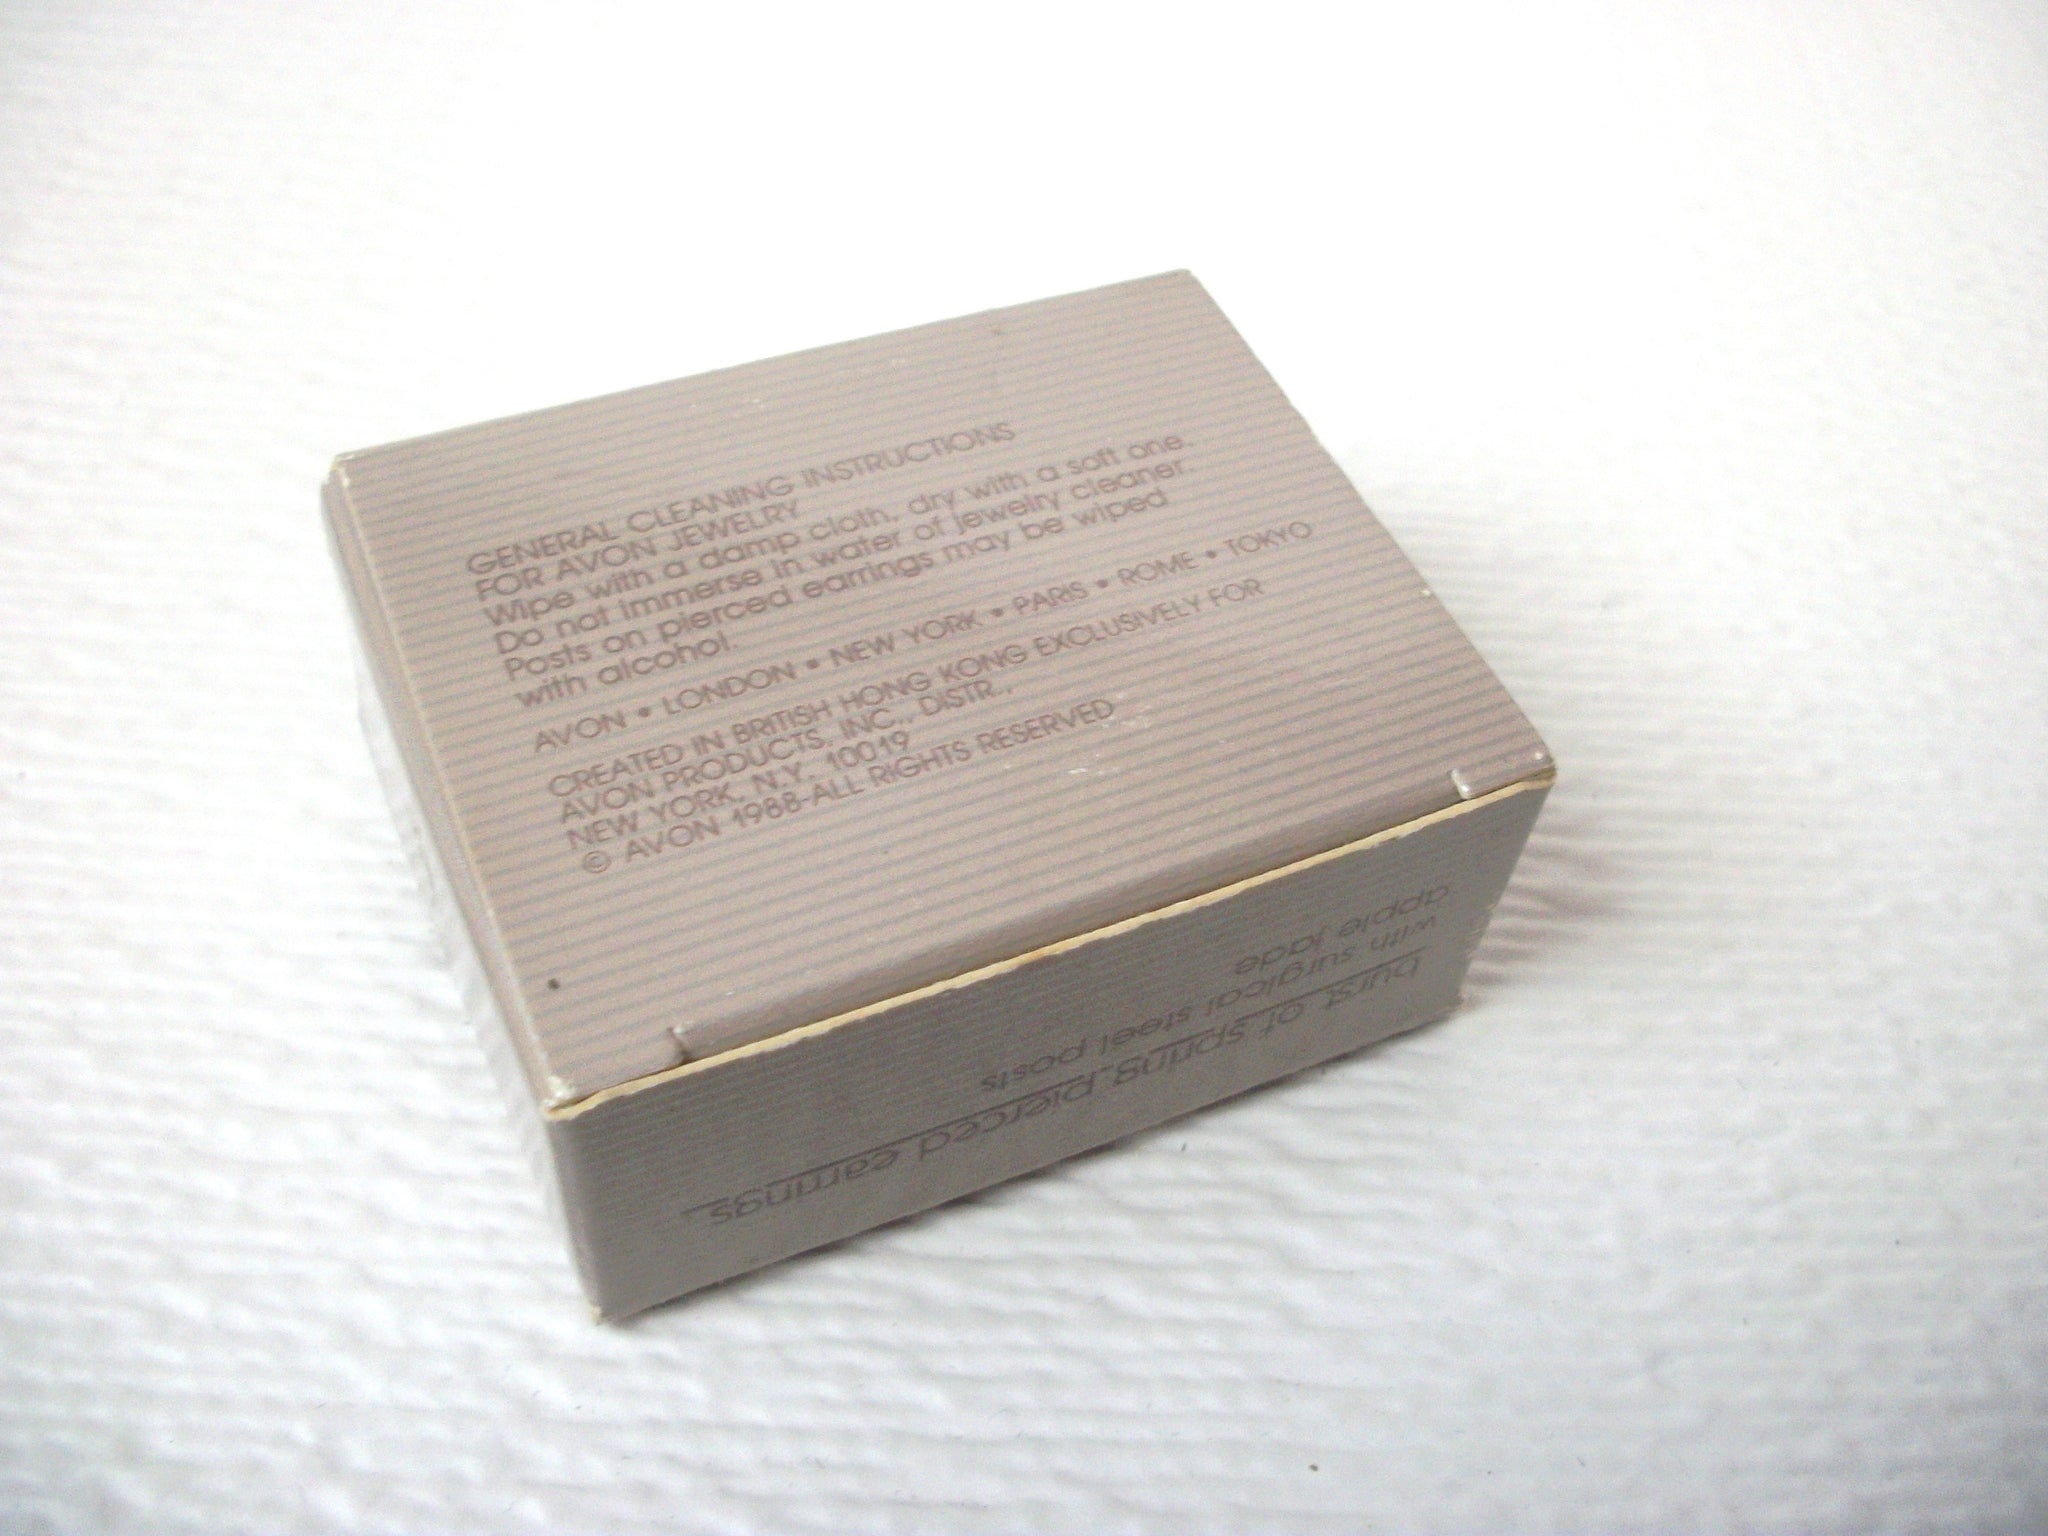 GENERAL CLEANING INSTRUCTIONS
FOR AVON JEWELRY
Wipe with a damp cloth, dry with a soft one.
Do not immerse in water of jewelry cleaner.
Posts on pierced earrings may be wiped
with alcohol.
AVON • LONDON • NEW YORK • PARIS • ROME • TOKYO
CREATED IN BRITISH HONG KONG EXCLUSIVELY FOR
AVON PRODUCTS, INC., DISTR.,
NEW YORK, N.Y. 10019
© AVON 1988-ALL RIGHTS RESERVED
burst of spring pierced earrings
with surgical steel posts
apple jade